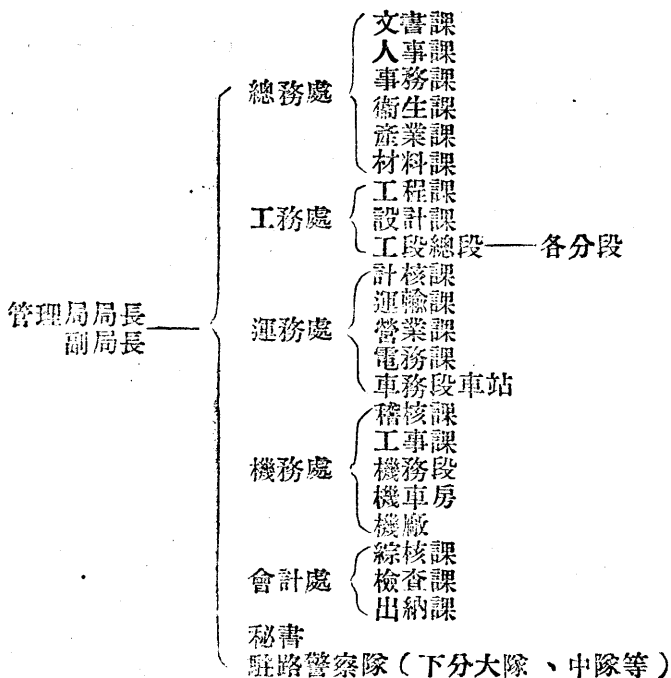 文書課
人事課
總務處
事務課
衞生課
產業課
材料課
工務處
工程課
設計課
工段總段——各分段
管理局局長
副局長
運務處
計核課
運輸課
營業課
電務課
車務段車站
機務處
稽核課
工事課
機務段
機車房
機廠
會計處
綜核課
檢查課
出納課
秘書
駐路警察隊（下分大隊、中隊等）